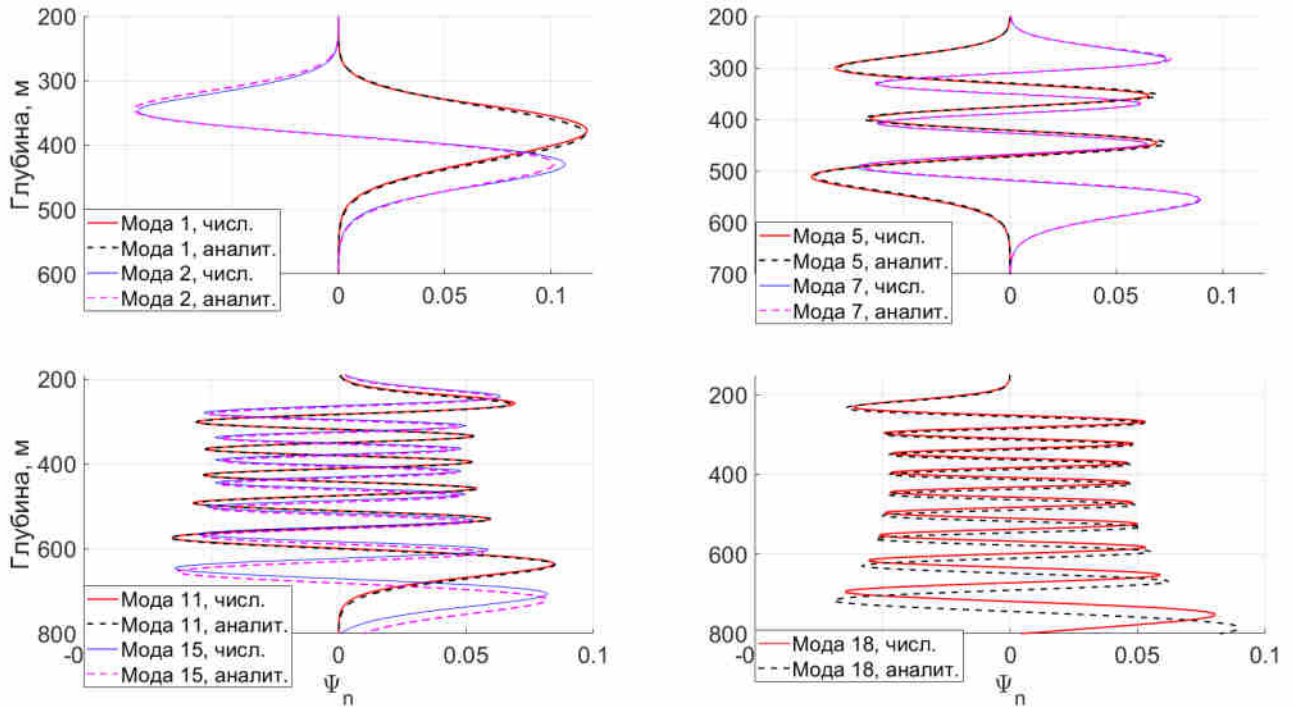 200
300
400
500
600
Глубина, м
0
0.05
0.1
Мода 1, числ.
Мода 1, аналит.
Мода 2, числ.
Мода 2, аналит.
200
300
400
500
600
700
0
0.05
0.1
Мода 5, числ.
Мода 5, аналит.
Мода 7, числ.
Мода 7, аналит.
200
400
600
800
Глубина, м
-0
0
0.05
0.1
Мода 11, числ.
Мода 11, аналит.
Мода 15, числ.
Мода 15, аналит.
Ψn
200
400
600
800
-0
0
0.05
0.1
Мода 18, числ.
Мода 18, аналит.
Ψn